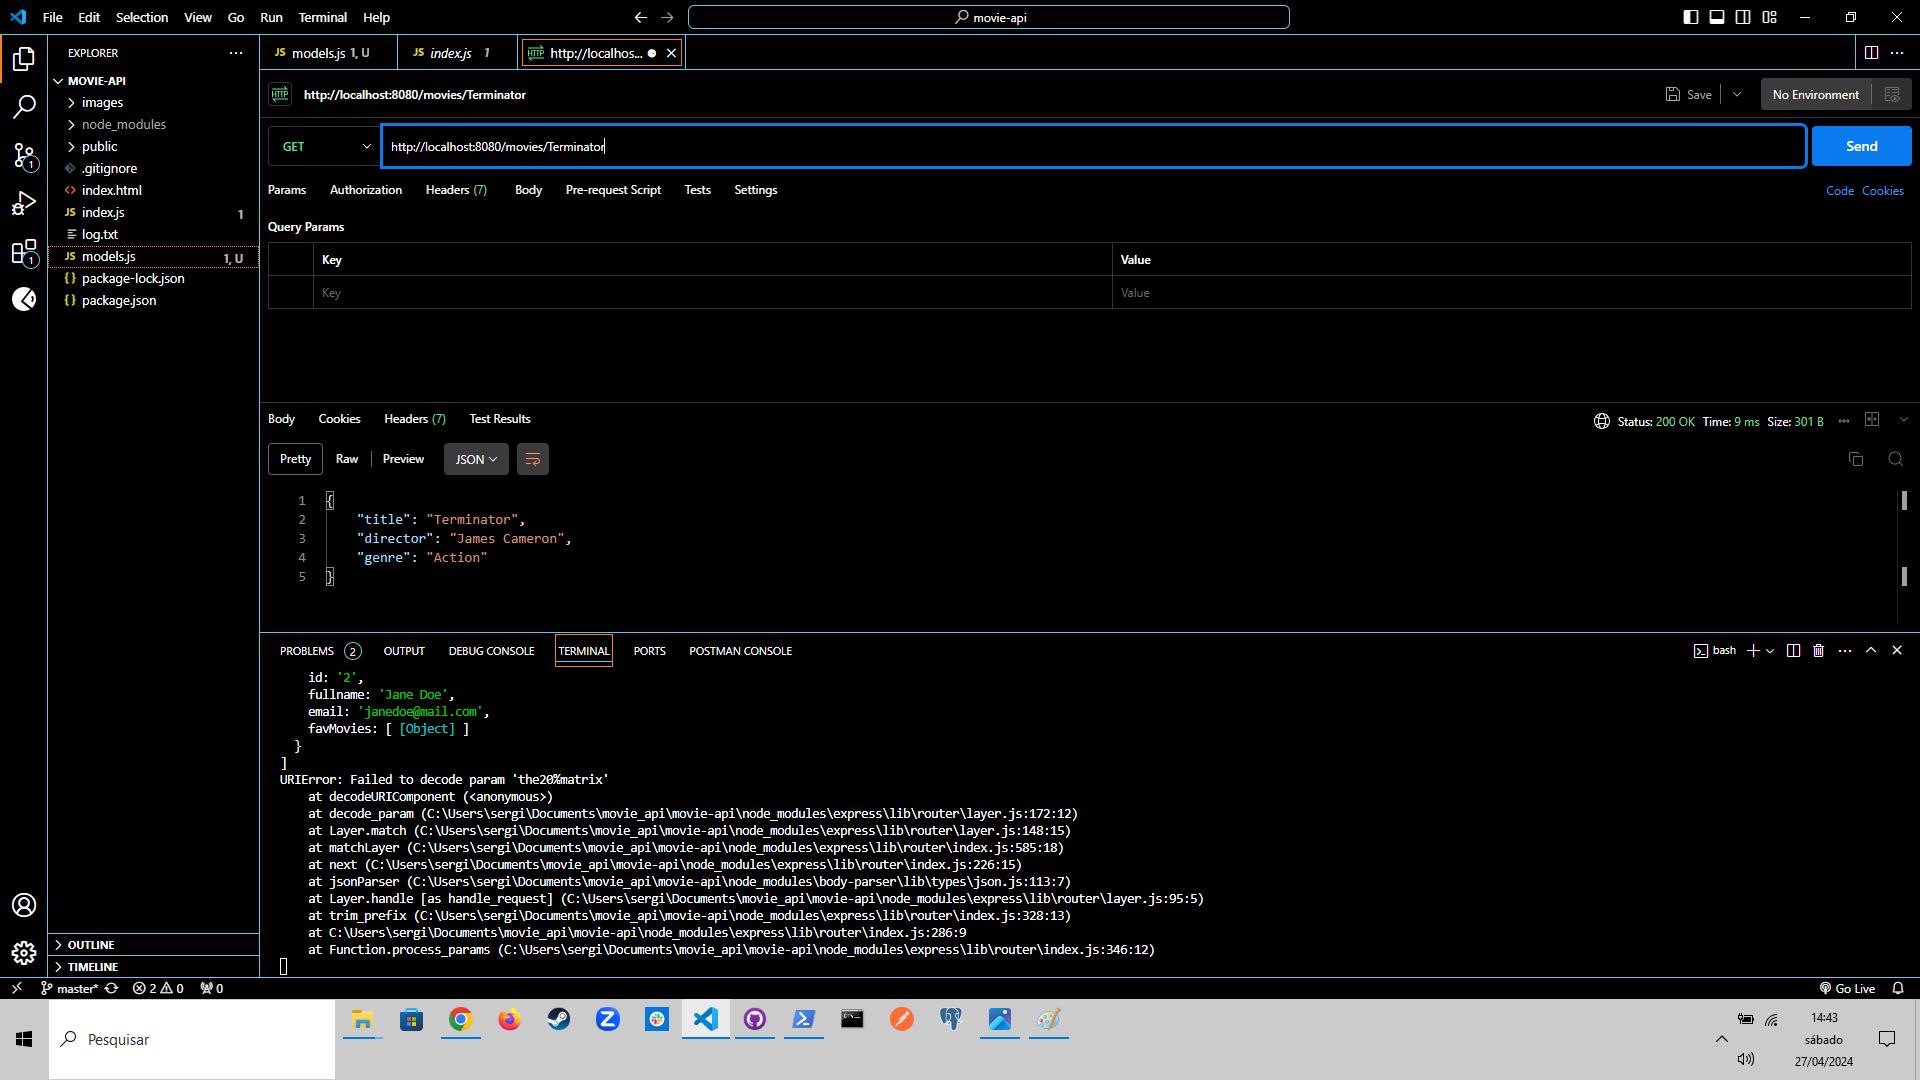 File Edit Selection View Go Run Terminal Help
movie-api
EXPLORER
MOVIE-API
images
node_modules
public
.gitignore
index.html
JS index.js 1
log.txt
JS models.js 1, U
{} package-lock.json
{} package.json
OUTLINE
TIMELINE
JS models.js 1, U
JS index.js 1
HTTP http://localhos...
HTTP http://localhost:8080/movies/Terminator
Save
No Environment
GET
http://localhost:8080/movies/Terminator
Send
Params Authorization Headers (7) Body Pre-request Script Tests Settings
Code Cookies
Query Params
Key Value
Key Value
Body Cookies Headers (7) Test Results
Status: 200 OK Time: 9 ms Size: 301 B
Pretty Raw Preview JSON
1 {
2 "title": "Terminator",
3 "director": "James Cameron",
4 "genre": "Action"
5 }
PROBLEMS 2 OUTPUT DEBUG CONSOLE TERMINAL PORTS POSTMAN CONSOLE
bash
id: '2',
fullname: 'Jane Doe',
email: 'janedoe@mail.com',
favMovies: [ [Object] ]
}
]
URIError: Failed to decode param 'the20%matrix'
at decodeURIComponent (<anonymous>)
at decode_param (C:\Users\sergi\Documents\movie_api\movie-api\node_modules\express\lib\router\layer.js:172:12)
at Layer.match (C:\Users\sergi\Documents\movie_api\movie-api\node_modules\express\lib\router\layer.js:148:15)
at matchLayer (C:\Users\sergi\Documents\movie_api\movie-api\node_modules\express\lib\router\index.js:585:18)
at next (C:\Users\sergi\Documents\movie_api\movie-api\node_modules\express\lib\router\index.js:226:15)
at jsonParser (C:\Users\sergi\Documents\movie_api\movie-api\node_modules\body-parser\lib\types\json.js:113:7)
at Layer.handle [as handle_request] (C:\Users\sergi\Documents\movie_api\movie-api\node_modules\express\lib\router\layer.js:95:5)
at trim_prefix (C:\Users\sergi\Documents\movie_api\movie-api\node_modules\express\lib\router\index.js:328:13)
at C:\Users\sergi\Documents\movie_api\movie-api\node_modules\express\lib\router\index.js:286:9
at Function.process_params (C:\Users\sergi\Documents\movie_api\movie-api\node_modules\express\lib\router\index.js:346:12)
1
1
master* 2 0 0
Go Live
Pesquisar
14:43
sábado
27/04/2024